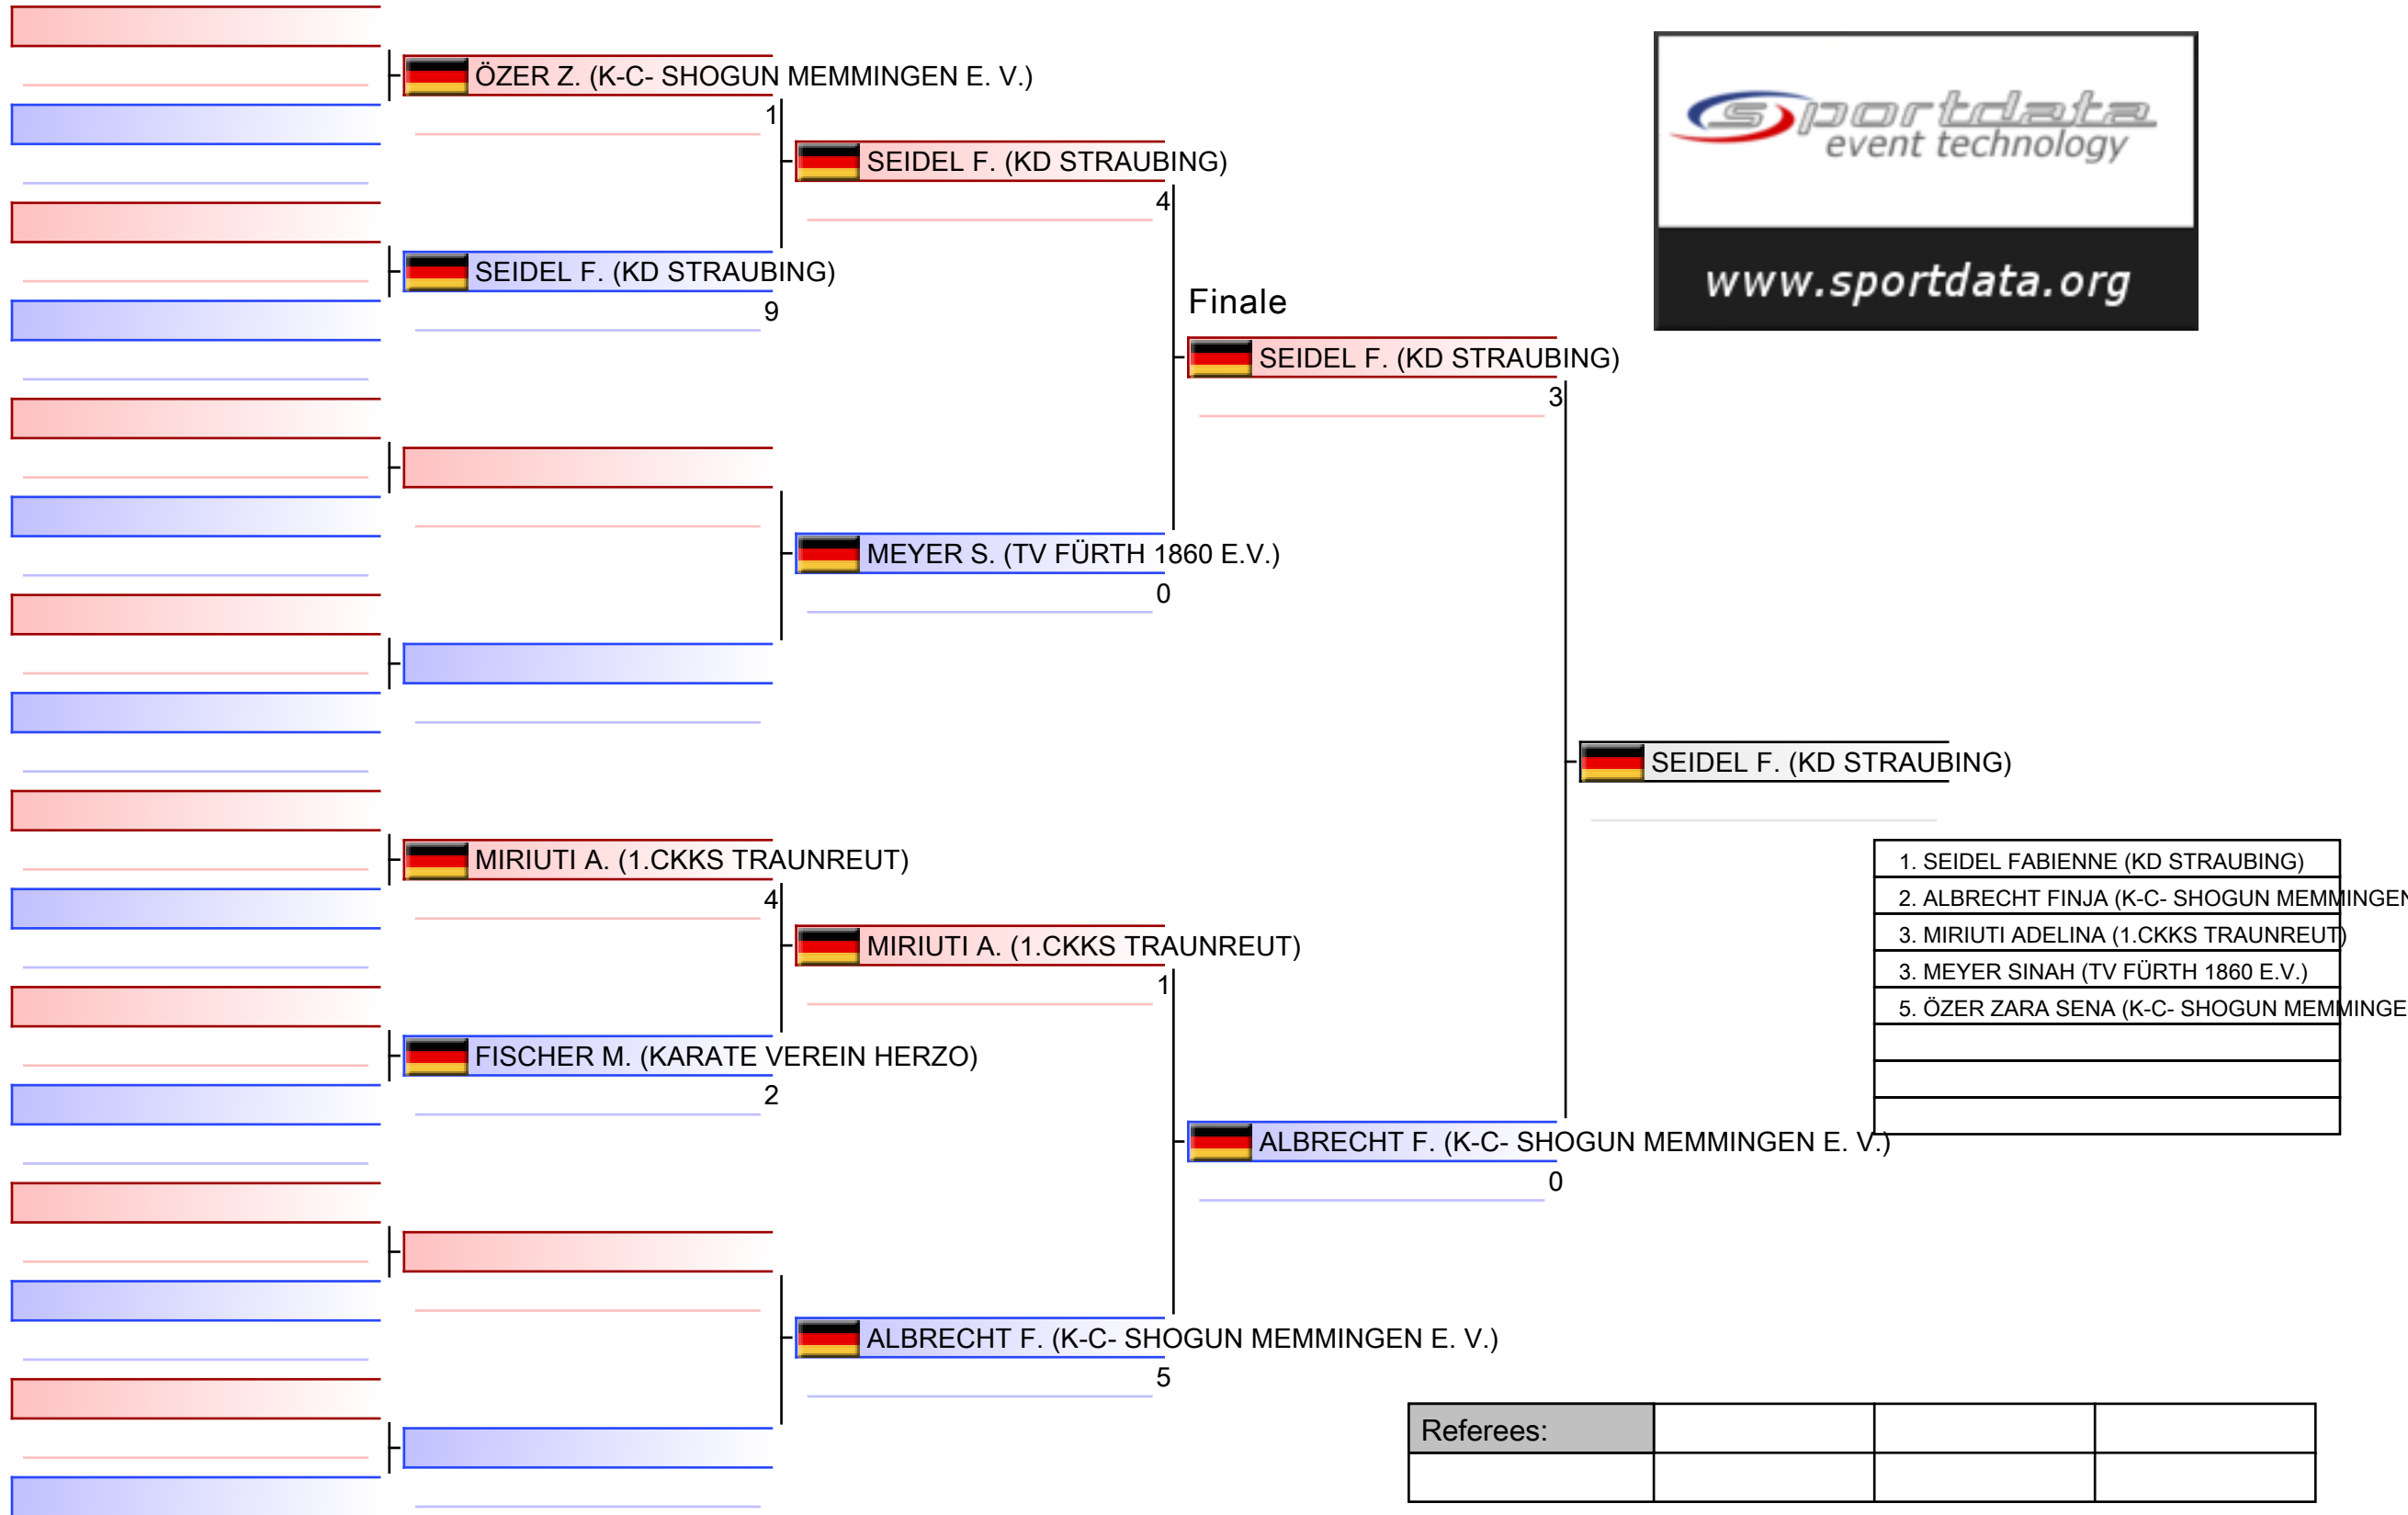 ÖZER Z. (K-C- SHOGUN MEMMINGEN E. V.)
1
SEIDEL F. (KD STRAUBING)
9
MIRIUTI A. (1.CKKS TRAUNREUT)
4
FISCHER M. (KARATE VEREIN HERZO)
2
SEIDEL F. (KD STRAUBING)
4
MEYER S. (TV FÜRTH 1860 E.V.)
0
MIRIUTI A. (1.CKKS TRAUNREUT)
1
ALBRECHT F. (K-C- SHOGUN MEMMINGEN E. V.)
5
Finale
SEIDEL F. (KD STRAUBING)
3
ALBRECHT F. (K-C- SHOGUN MEMMINGEN E. V.)
0
SEIDEL F. (KD STRAUBING)
sportdata
event technology
www.sportdata.org
1. SEIDEL FABIENNE (KD STRAUBING)
2. ALBRECHT FINJA (K-C- SHOGUN MEMMINGEN
3. MIRIUTI ADELINA (1.CKKS TRAUNREUT)
3. MEYER SINAH (TV FÜRTH 1860 E.V.)
5. ÖZER ZARA SENA (K-C- SHOGUN MEMMINGE
Referees: